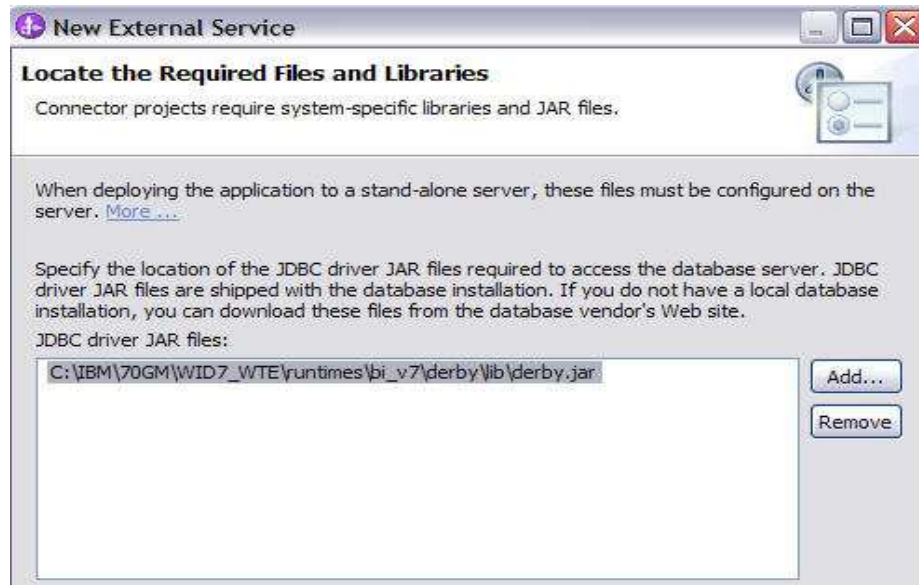 New External Service
Locate the Required Files and Libraries
Connector projects require system-specific libraries and JAR files.
When deploying the application to a stand-alone server, these files must be configured on the
server. More ...
Specify the location of the JDBC driver JAR files required to access the database server. JDBC
driver JAR files are shipped with the database installation. If you do not have a local database
installation, you can download these files from the database vendor's Web site.
JDBC driver JAR files:
C:\IBM\70GM\WID7_WTE\runtimes\bi_v7\derby\lib\derby.jar
Add...
Remove